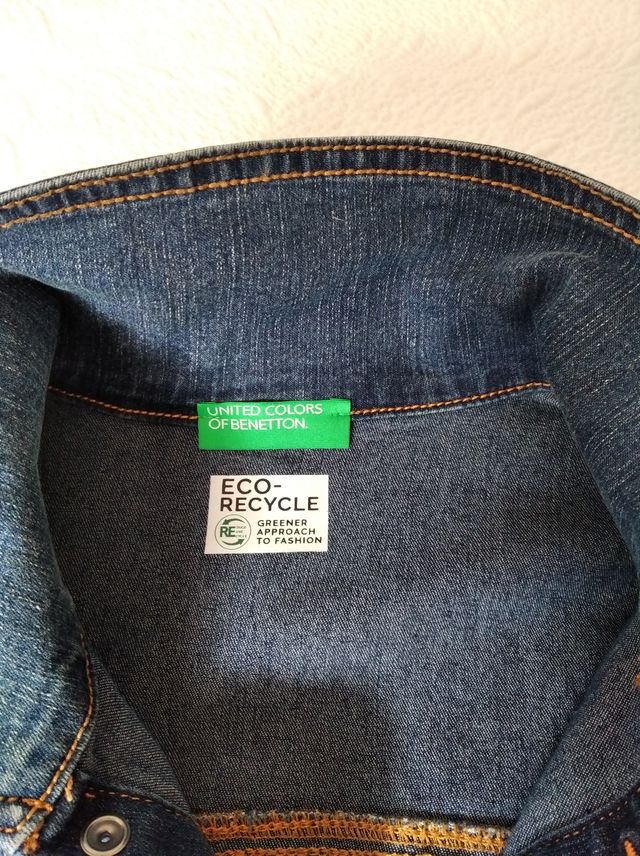 UNITED COLORS
OF BENETTON.
ECO-
RECYCLE
RE
GREENER
APPROACH
TO FASHION